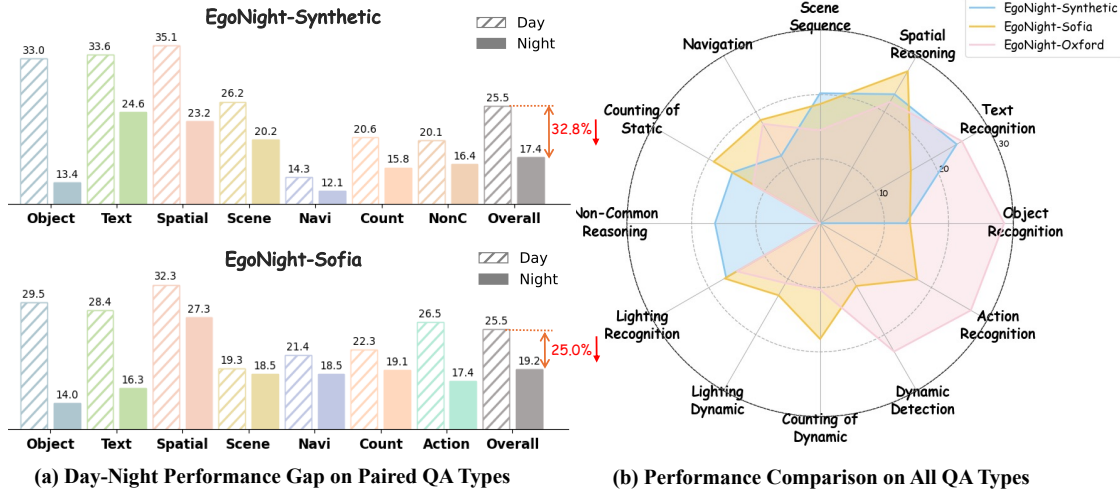 EgoNight-Synthetic
Day
Night
33.0
13.4
33.6
24.6
35.1
23.2
26.2
20.2
14.3
12.1
20.6
15.8
20.1
16.4
25.5
17.4
32.8%
Object Text Spatial Scene Navi Count NonC Overall
EgoNight-Sofia
Day
Night
29.5
14.0
28.4
16.3
32.3
27.3
19.3
18.5
21.4
18.5
22.3
19.1
26.5
17.4
25.5
19.2
25.0%
Object Text Spatial Scene Navi Count Action Overall
(a) Day-Night Performance Gap on Paired QA Types
EgoNight-Synthetic
EgoNight-Sofia
EgoNight-Oxford
Scene
Sequence
Spatial
Reasoning
Text
Recognition
Object
Recognition
Action
Recognition
Dynamic
Detection
Counting of
Dynamic
Lighting
Dynamic
Lighting
Recognition
Non-Common
Reasoning
Counting of
Static
Navigation
10
20
30
(b) Performance Comparison on All QA Types